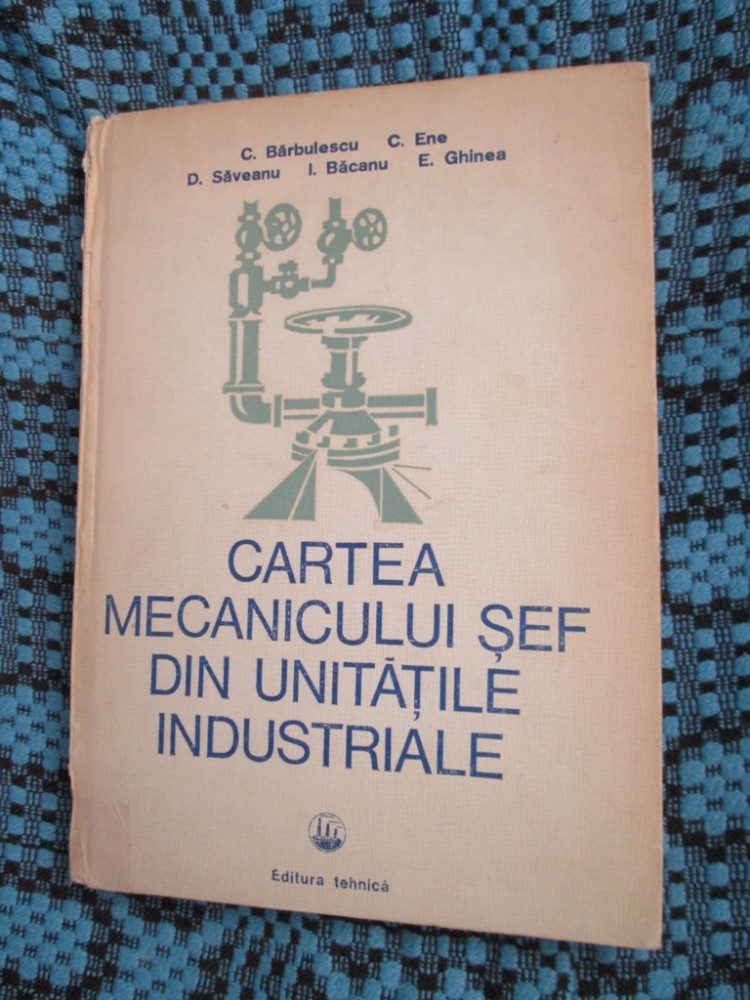 C. Bărbulescu C. Ene
D. Săveanu I. Băcanu E. Ghinea
CARTEA
MECANICULUI ȘEF
DIN UNITĂȚILE
INDUSTRIALE
Editura tehnică